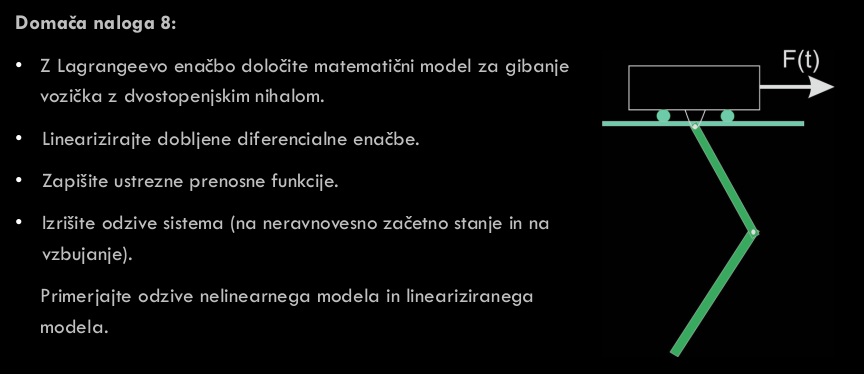 Domača naloga 8:
• Z Lagrangeevo enačbo določite matematični model za gibanje
vozička z dvostopenjskim nihalom.
• Linearizirajte dobljene diferencialne enačbe.
• Zapišite ustrezne prenosne funkcije.
• Izrišite odzive sistema (na neravnovesno začetno stanje in na
vzbujanje).
Primerjajte odzive nelinearnega modela in lineariziranega
modela.
F(t)